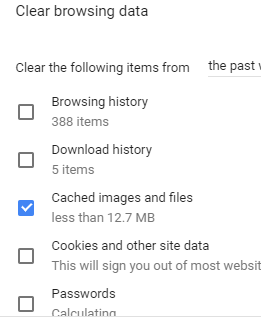 Clear browsing data
Clear the following items from the past
Browsing history
388 items
Download history
5 items
Cached images and files
less than 12.7 MB
Cookies and other site data
This will sign you out of most websit
Passwords
Calculating